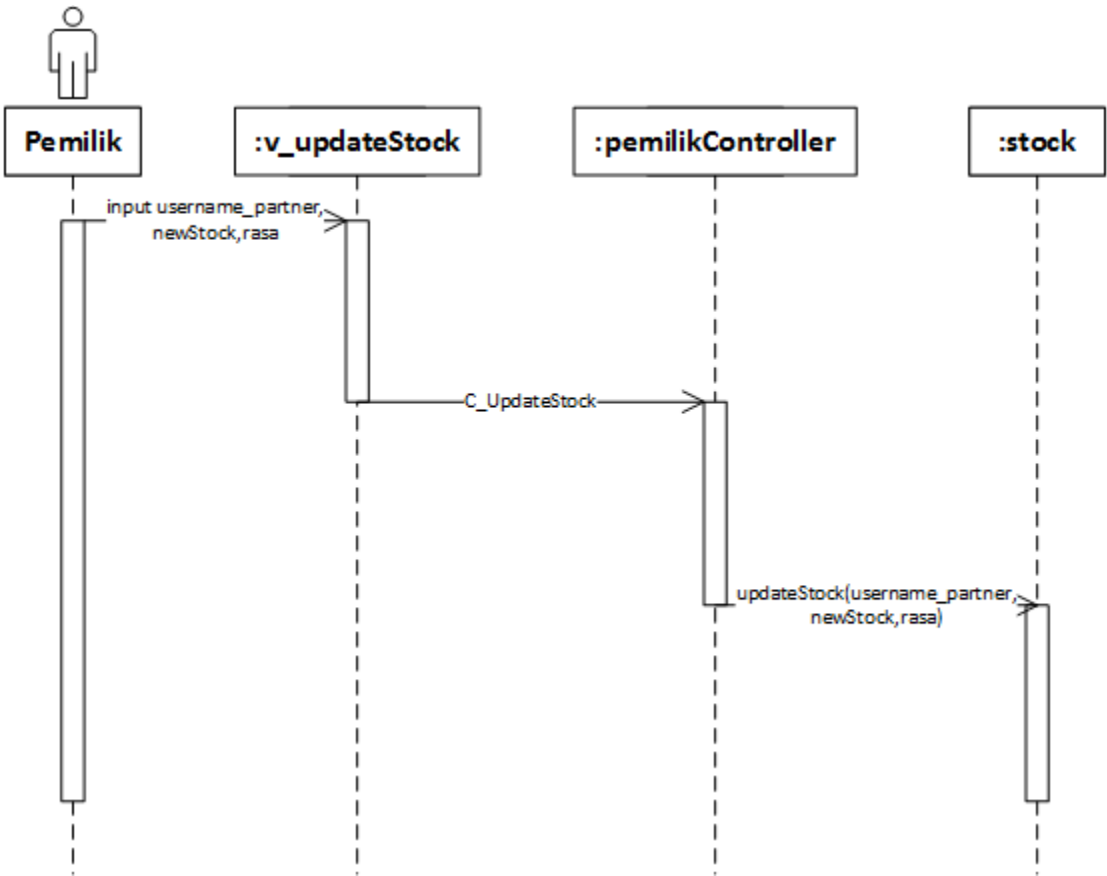 Pemilik
:v_updateStock
:pemilikController
:stock
input username_partner,
newStock,rasa
C_UpdateStock
updateStock(username_partner,
newStock,rasa)